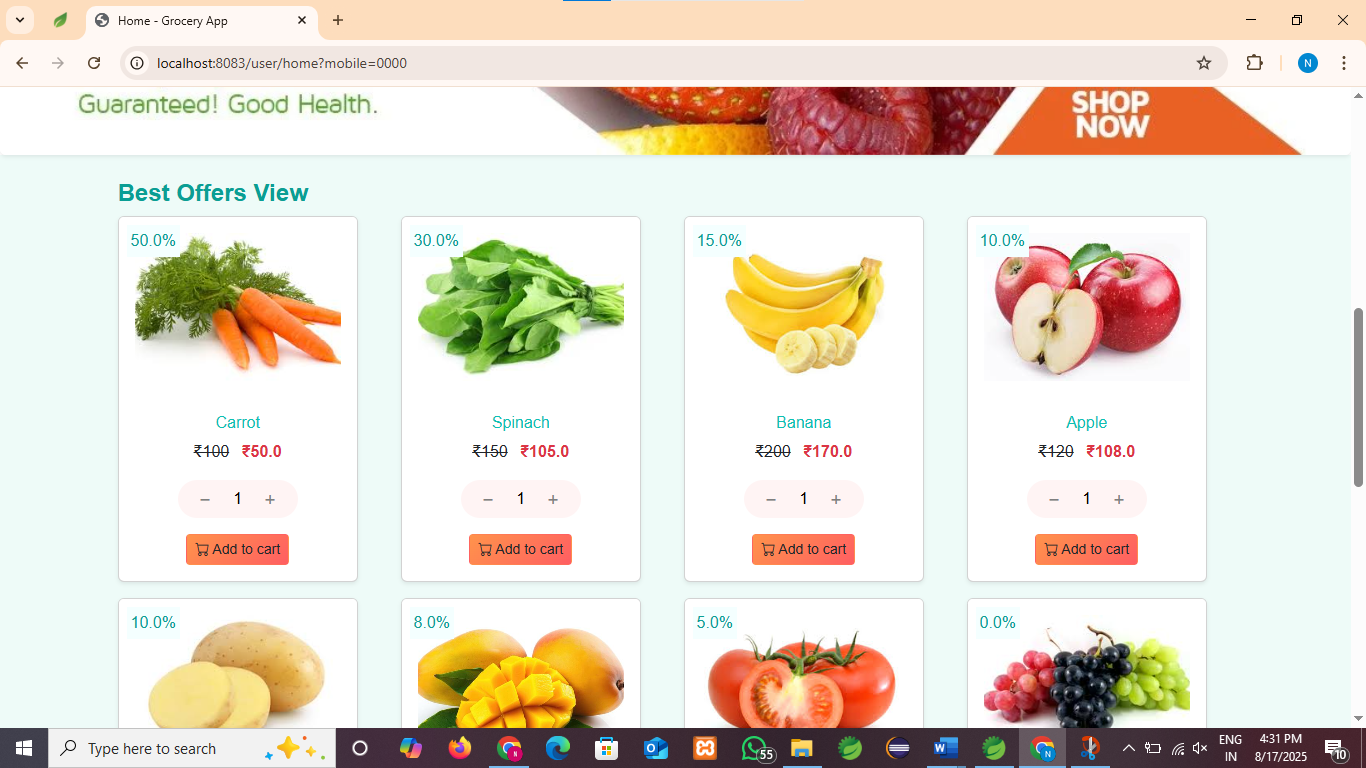 Home - Grocery App
localhost:8083/user/home?mobile=0000
N
Guaranteed! Good Health.
SHOP
NOW
Best Offers View
50.0%
Carrot
₹100 ₹50.0
− 1 +
Add to cart
30.0%
Spinach
₹150 ₹105.0
− 1 +
Add to cart
15.0%
Banana
₹200 ₹170.0
− 1 +
Add to cart
10.0%
Apple
₹120 ₹108.0
− 1 +
Add to cart
10.0%
8.0%
5.0%
0.0%
Type here to search
55
ENG
IN
4:31 PM
8/17/2025
10